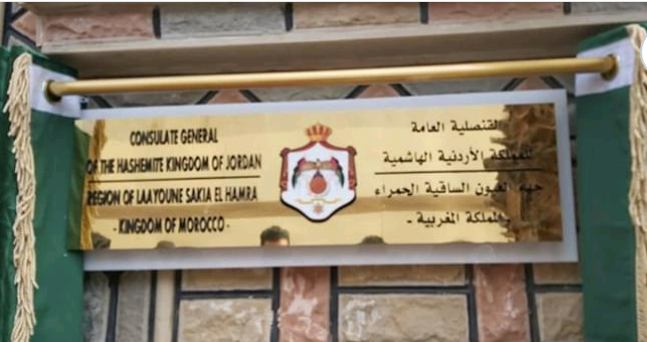 CONSULATE GENERAL
OF THE HASHEMITE KINGDOM OF JORDAN
REGION OF LAAYOUNE SAKIA EL HAMRA
- KINGDOM OF MOROCCO -
القنصلية العامة
للمملكة الأردنية الهاشمية
جهة العيون الساقية الحمراء
- المملكة المغربية -